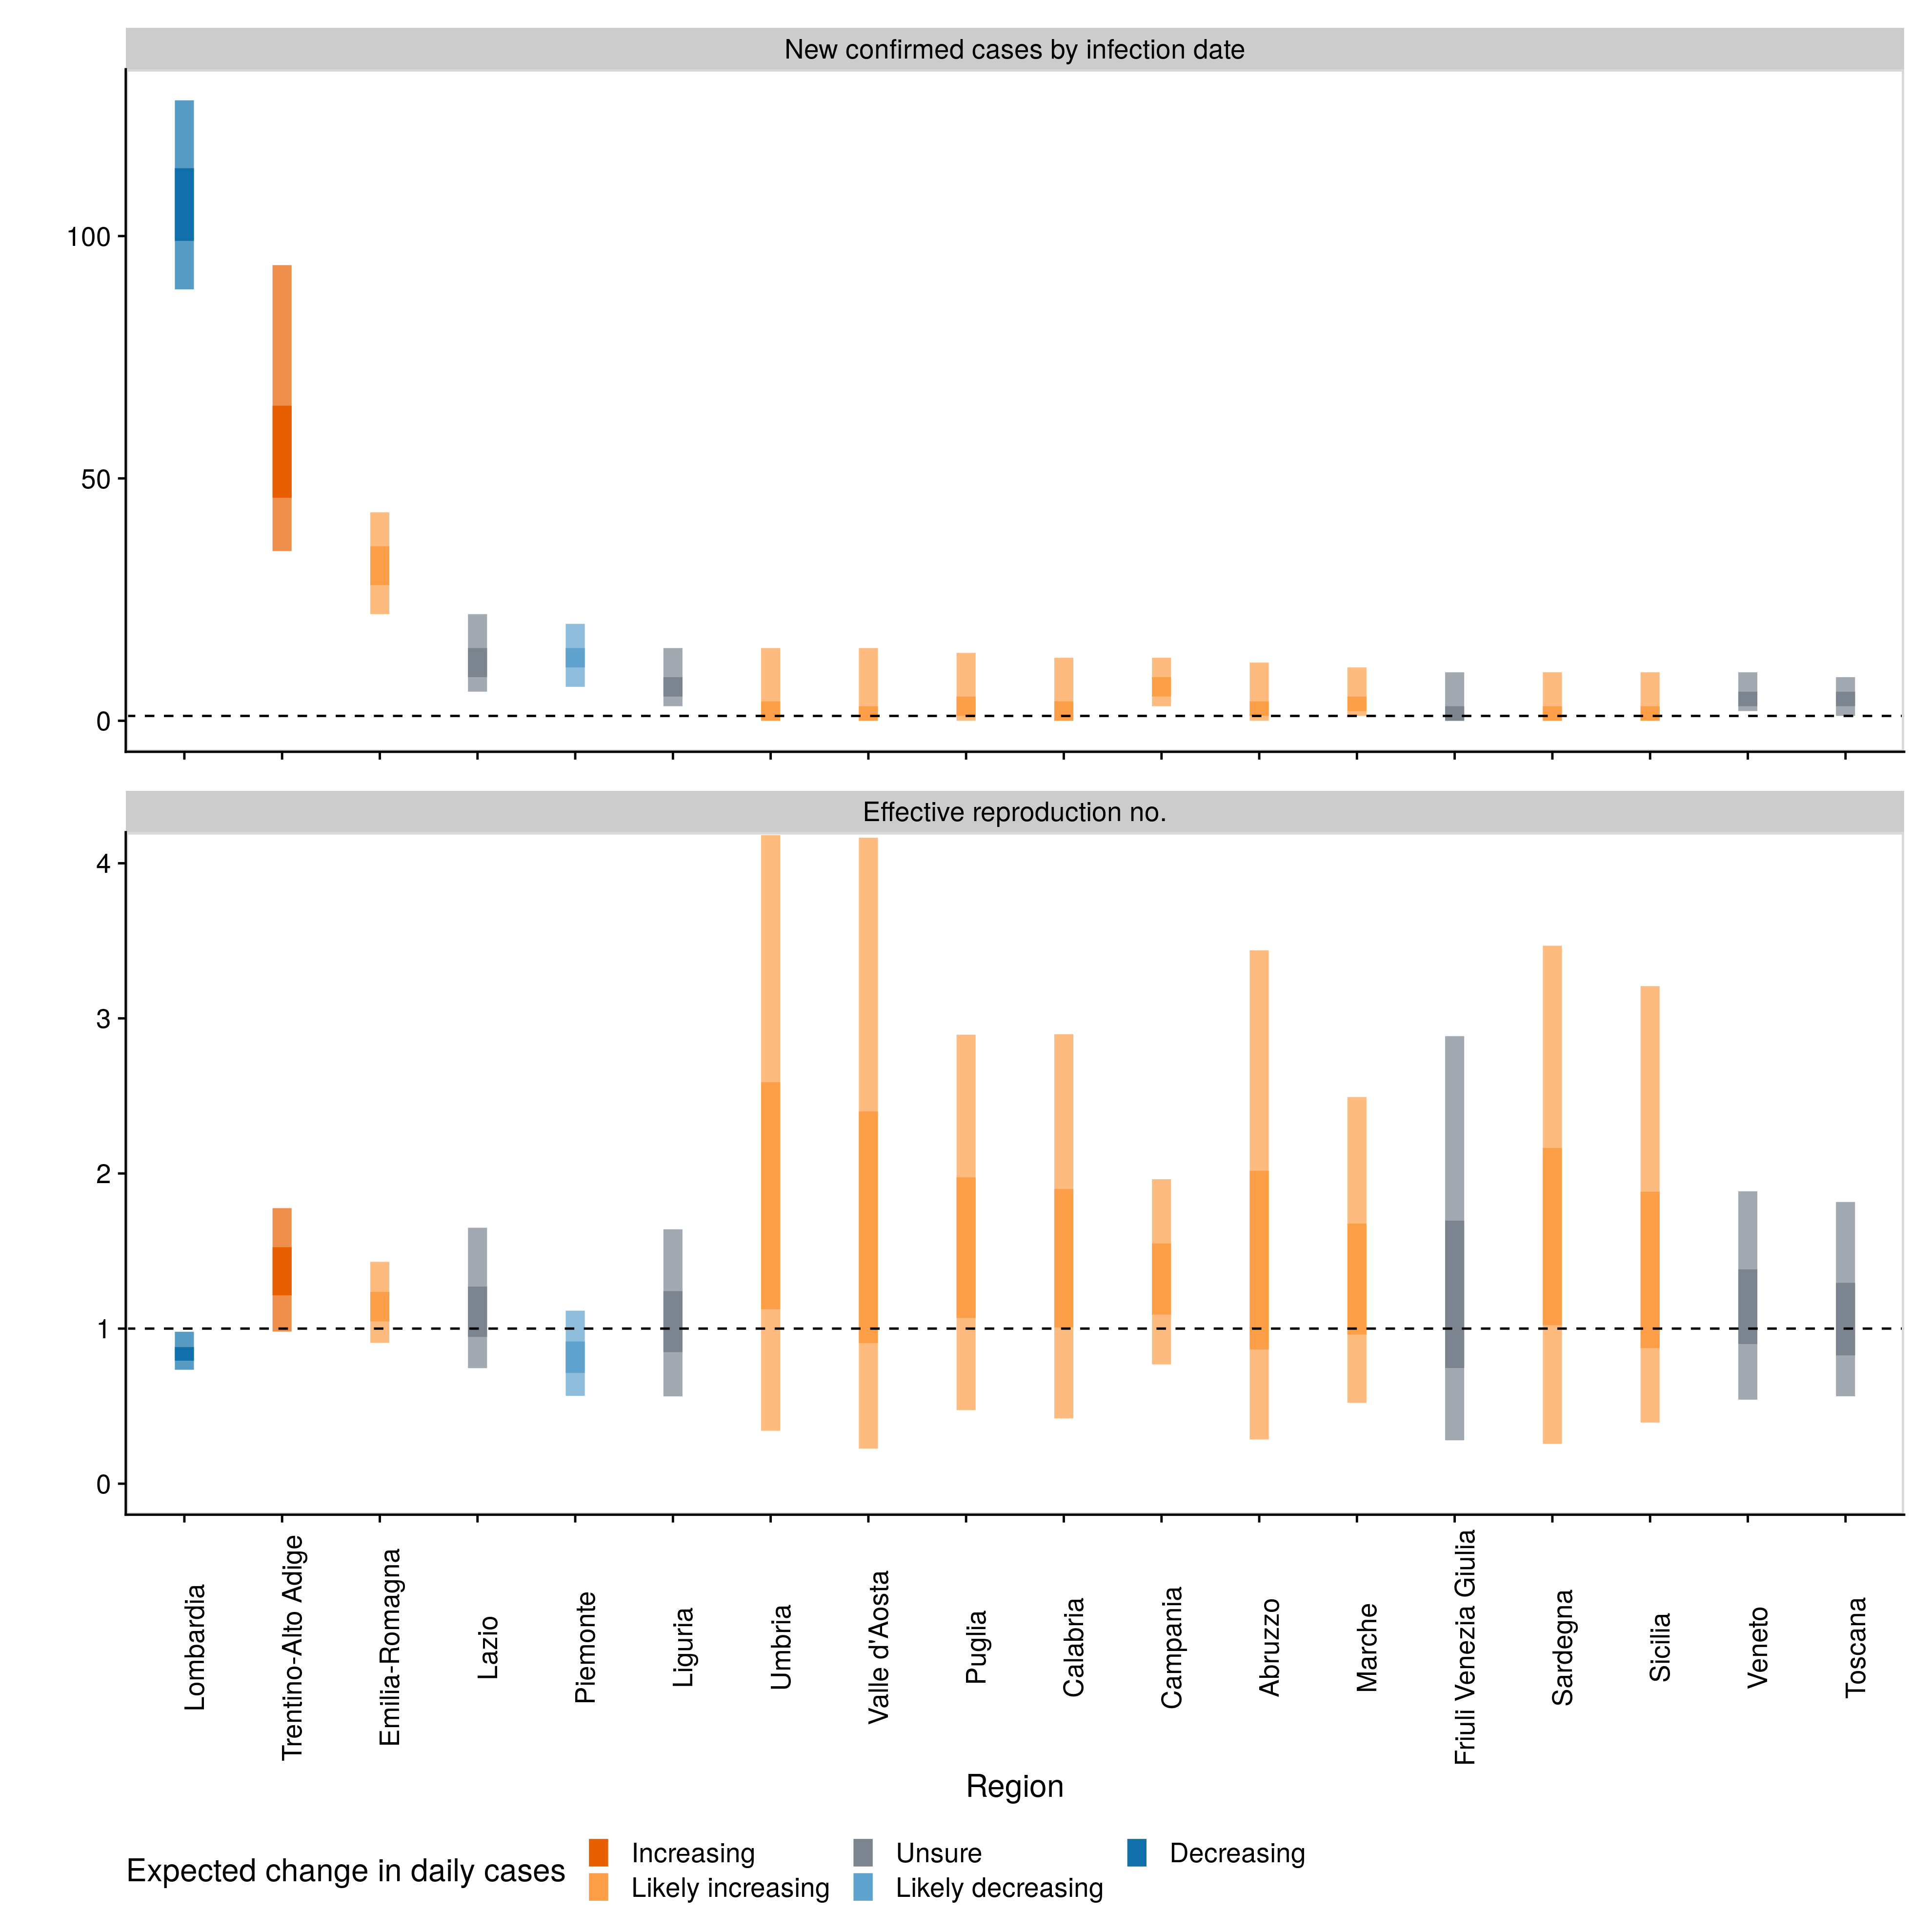 New confirmed cases by infection date
100
50
0
Effective reproduction no.
4
3
2
1
0
Lombardia
Trentino-Alto Adige
Emilia-Romagna
Lazio
Piemonte
Liguria
Umbria
Valle d'Aosta
Puglia
Calabria
Campania
Abruzzo
Marche
Friuli Venezia Giulia
Sardegna
Sicilia
Veneto
Toscana
Region
Expected change in daily cases
Increasing
Likely increasing
Unsure
Likely decreasing
Decreasing